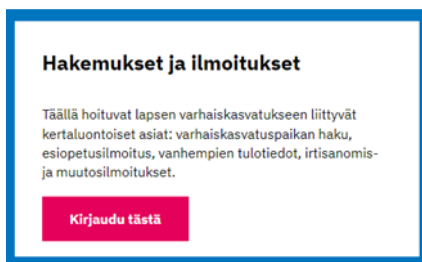 Hakemukset ja ilmoitukset
Täällä hoituvat lapsen varhaiskasvatukseen liittyvät
kertaluontoiset asiat: varhaiskasvatuspaikan haku,
esiopetusilmoitus, vanhempien tulotiedot, irtisanomis-
ja muutosilmoitukset.
Kirjaudu tästä